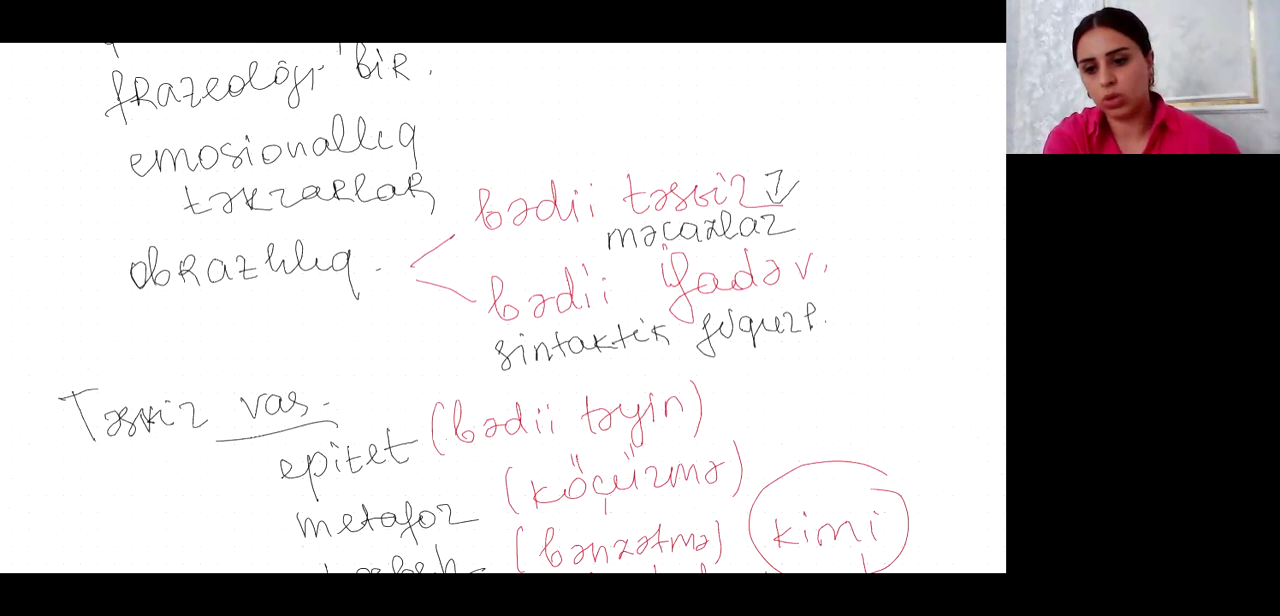 frazeoloji bir.
emosionallıq
təkrarlar
bədii təsvir
məcazlar
obrazlılıq.
bədii ifadə v.
sintaktik fiqurl.
Təsvir vas.
epitet (bədii təyin)
metafor (köçürmə)
(bənzətmə) kimi